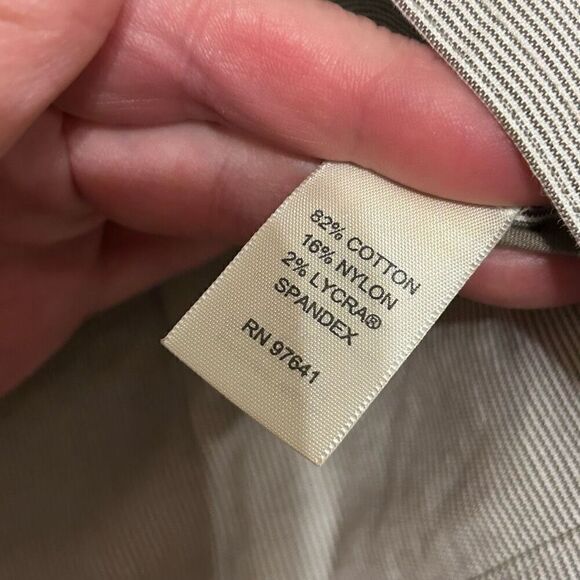 82% COTTON
16% NYLON
2% LYCRA®
SPANDEX
RN 97641